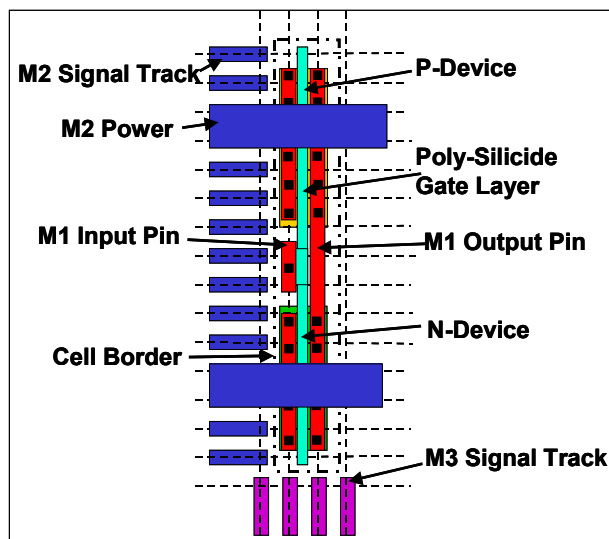 M2 Signal Track
P-Device
M2 Power
Poly-Silicide
Gate Layer
M1 Input Pin
M1 Output Pin
N-Device
Cell Border
M3 Signal Track